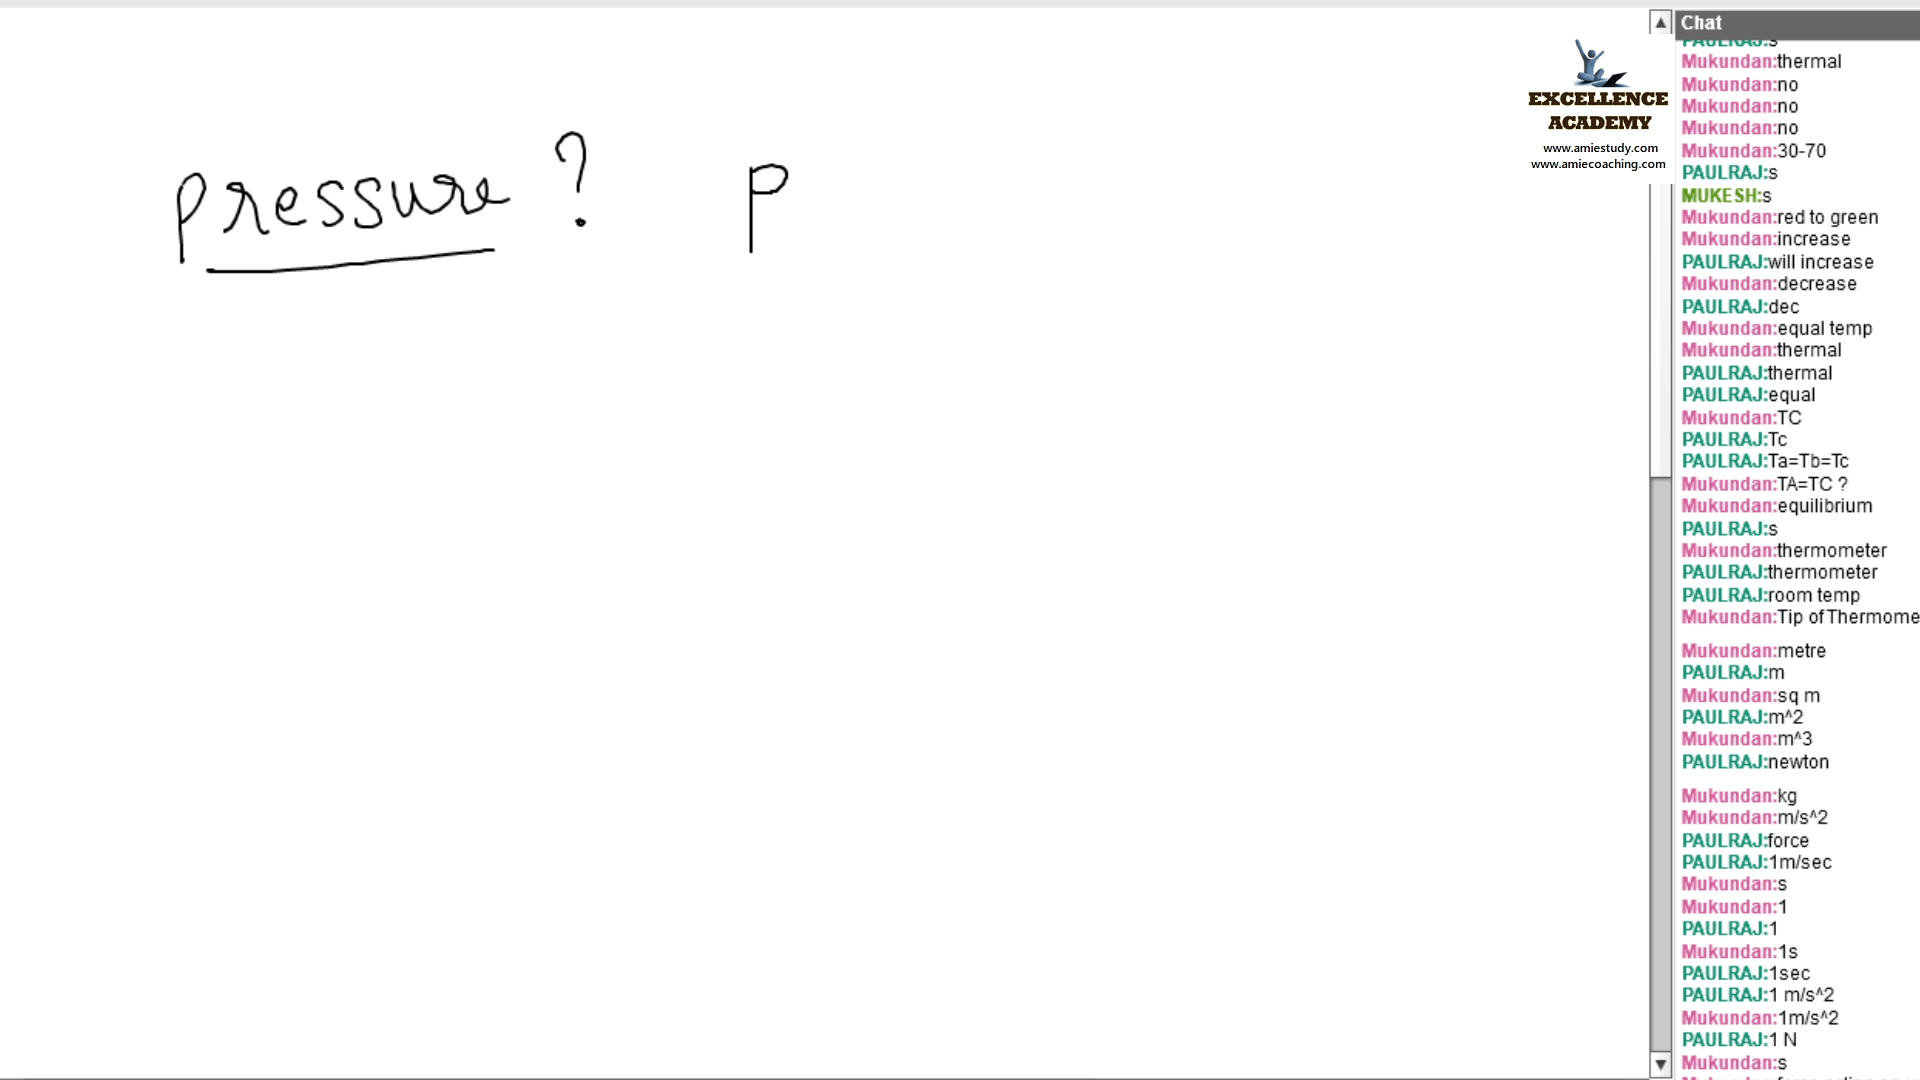 pressure ? P
EXCELLENCE
ACADEMY
www.amiestudy.com
www.amiecoaching.com
Chat
PAULRAJ:s
Mukundan:thermal
Mukundan:no
Mukundan:no
Mukundan:no
Mukundan:30-70
PAULRAJ:s
MUKESH:s
Mukundan:red to green
Mukundan:increase
PAULRAJ:will increase
Mukundan:decrease
PAULRAJ:dec
Mukundan:equal temp
Mukundan:thermal
PAULRAJ:thermal
PAULRAJ:equal
Mukundan:TC
PAULRAJ:Tc
PAULRAJ:Ta=Tb=Tc
Mukundan:TA=TC ?
Mukundan:equilibrium
PAULRAJ:s
Mukundan:thermometer
PAULRAJ:thermometer
PAULRAJ:room temp
Mukundan:Tip of Thermome
Mukundan:metre
PAULRAJ:m
Mukundan:sq m
PAULRAJ:m^2
Mukundan:m^3
PAULRAJ:newton
Mukundan:kg
Mukundan:m/s^2
PAULRAJ:force
PAULRAJ:1m/sec
Mukundan:s
Mukundan:1
PAULRAJ:1
Mukundan:1s
PAULRAJ:1sec
PAULRAJ:1 m/s^2
Mukundan:1m/s^2
PAULRAJ:1 N
Mukundan:s